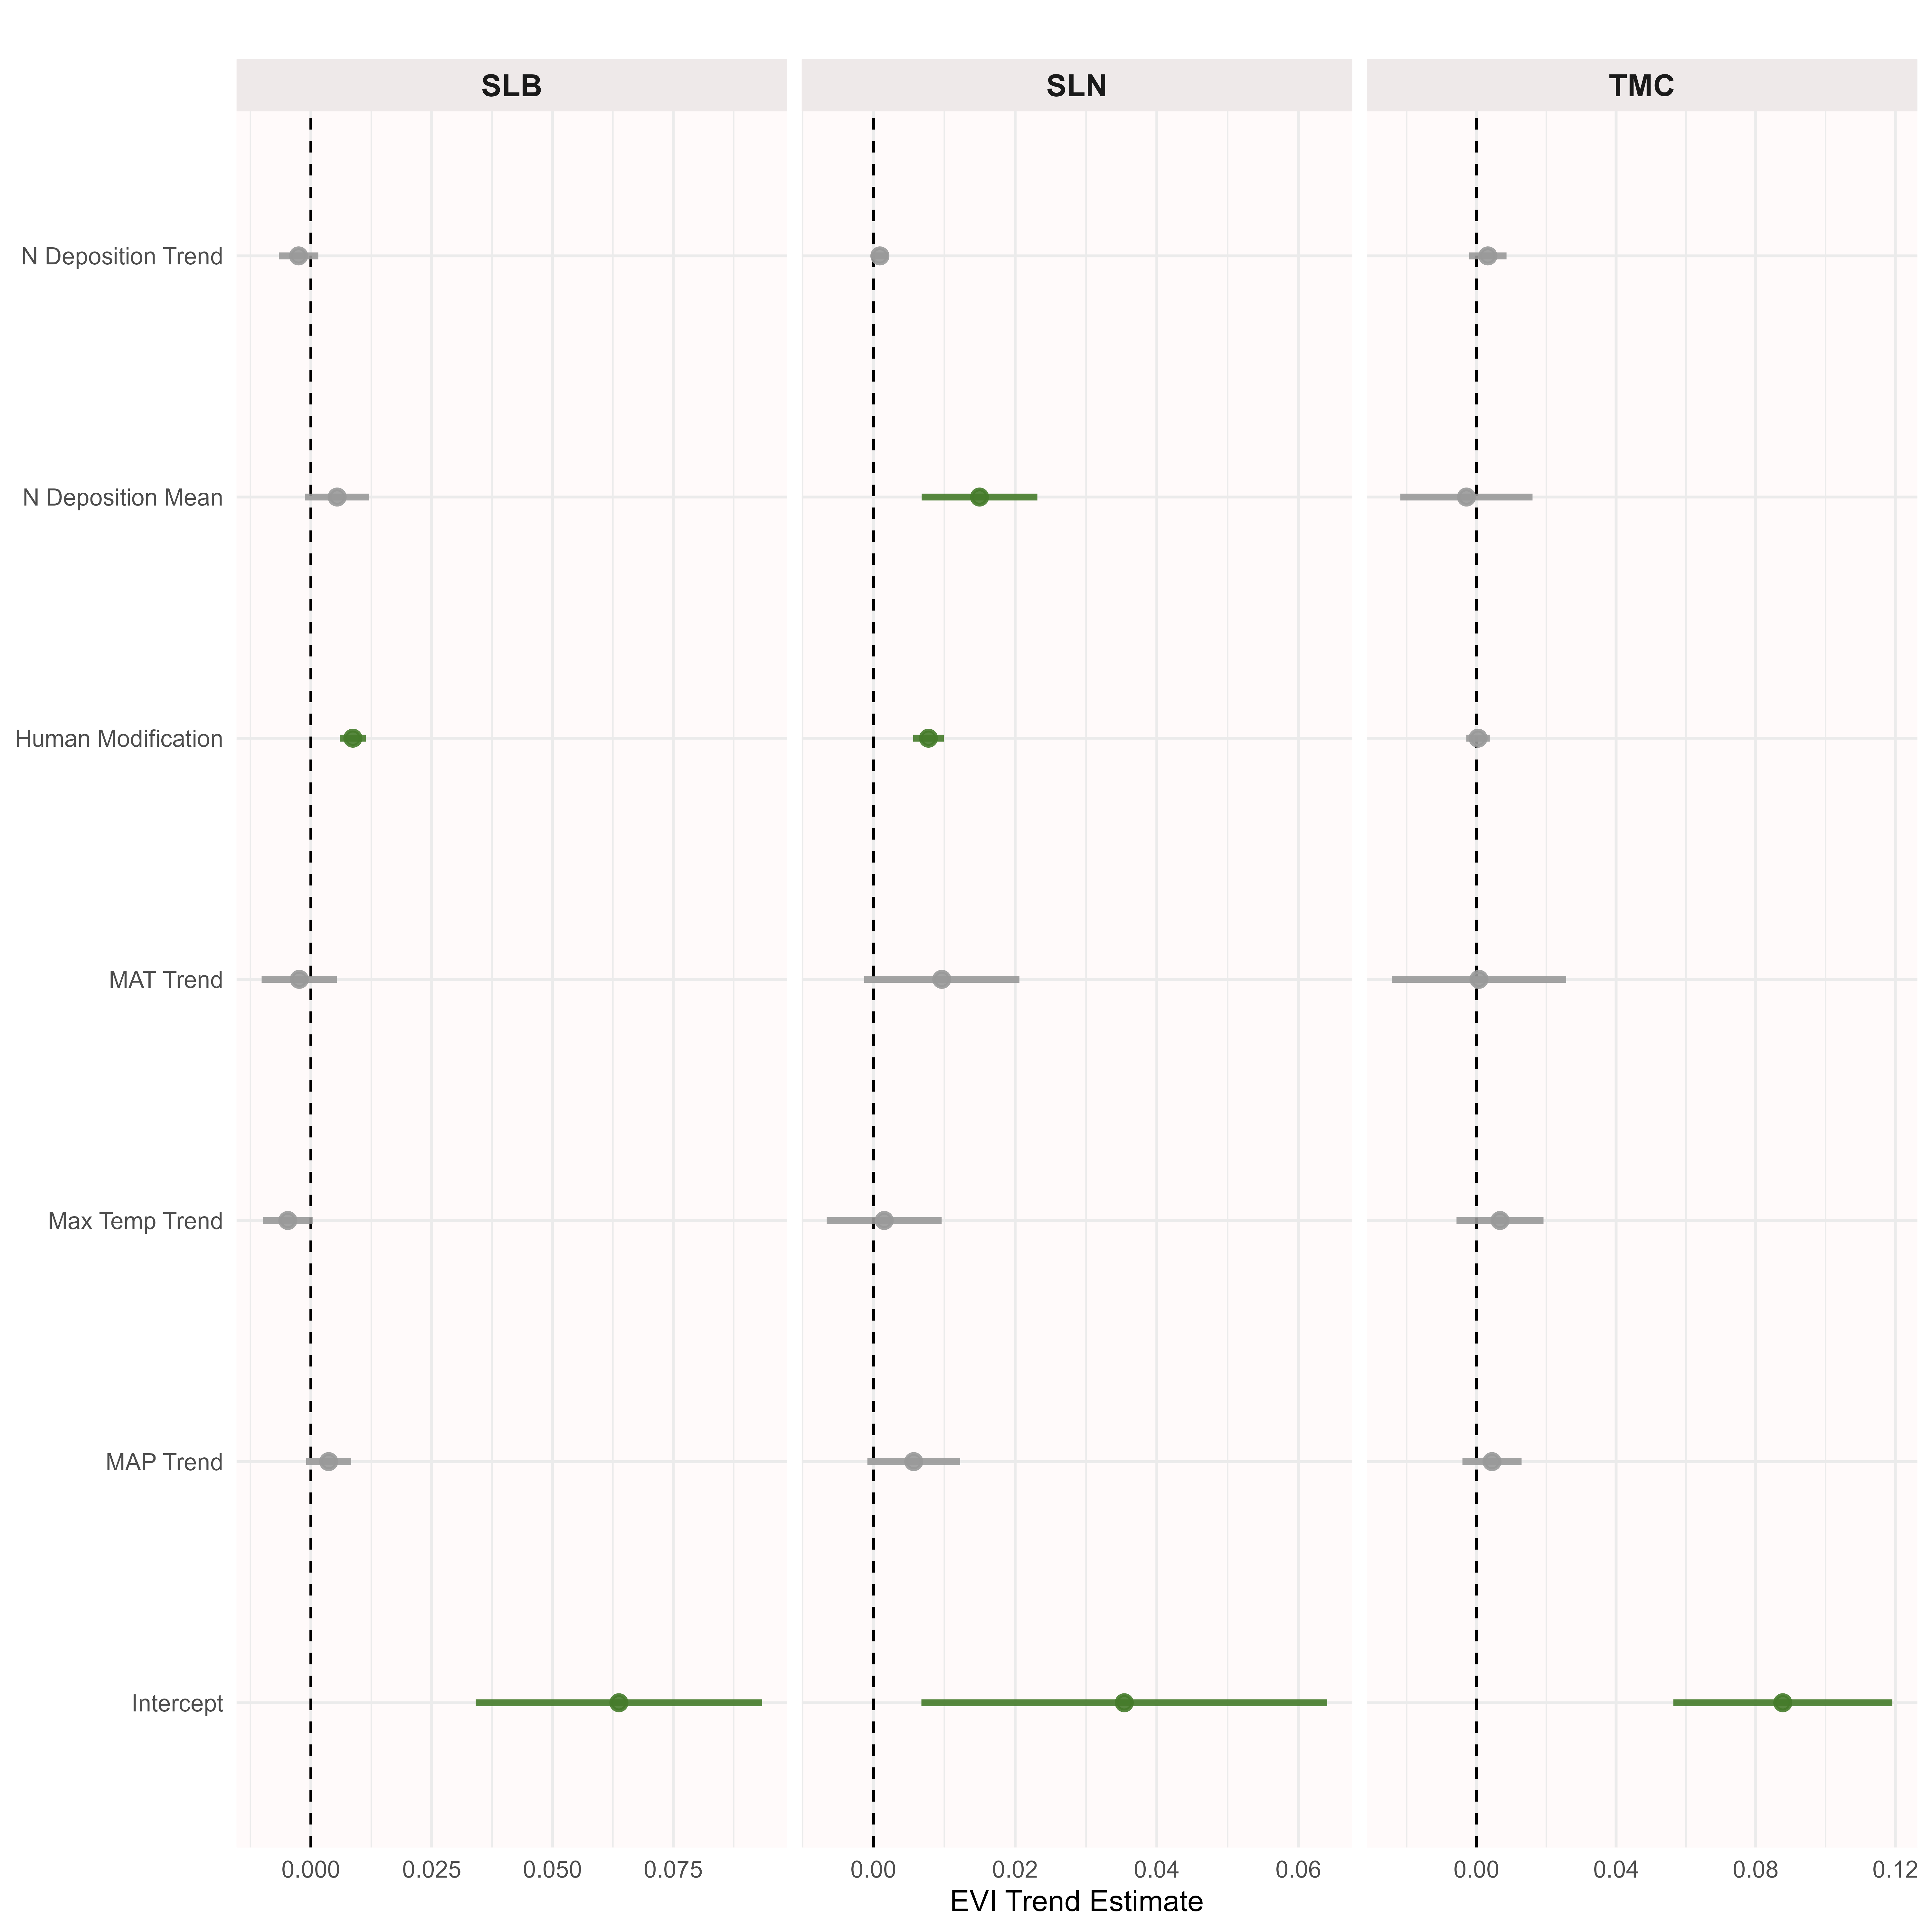 SLB SLN TMC
N Deposition Trend
N Deposition Mean
Human Modification
MAT Trend
Max Temp Trend
MAP Trend
Intercept
0.000 0.025 0.050 0.075 0.00 0.02 0.04 0.06 0.00 0.04 0.08 0.12
EVI Trend Estimate